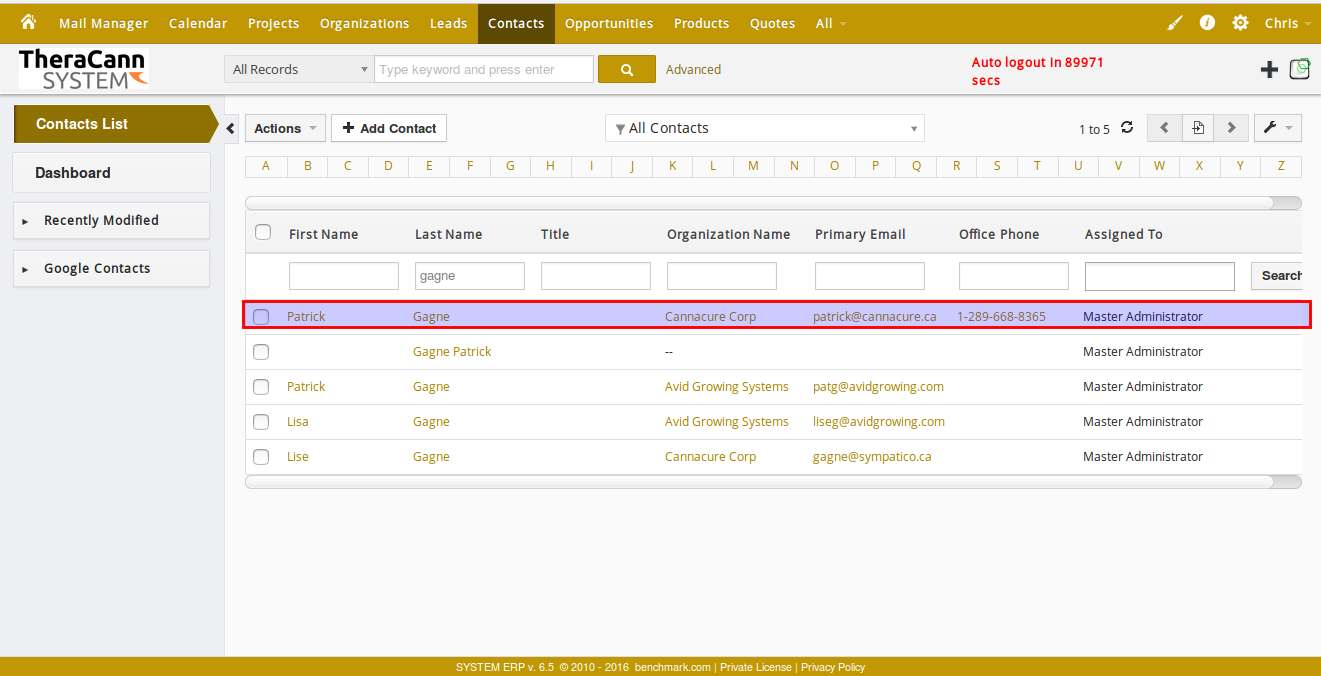 Mail Manager Calendar Projects Organizations Leads Contacts Opportunities Products Quotes All Chris
TheraCann
SYSTEM
All Records Type keyword and press enter Advanced
Auto logout in 89971
secs
Contacts List
Dashboard
Recently Modified
Google Contacts
Actions Add Contact All Contacts 1 to 5
A B C D E F G H I J K L M N O P Q R S T U V W X Y Z
First Name Last Name Title Organization Name Primary Email Office Phone Assigned To
gagne Search
Patrick Gagne Cannacure Corp patrick@cannacure.ca 1-289-668-8365 Master Administrator
Gagne Patrick -- Master Administrator
Patrick Gagne Avid Growing Systems patg@avidgrowing.com Master Administrator
Lisa Gagne Avid Growing Systems liseg@avidgrowing.com Master Administrator
Lise Gagne Cannacure Corp gagne@sympatico.ca Master Administrator
SYSTEM ERP v. 6.5 © 2010 - 2016 benchmark.com | Private License | Privacy Policy